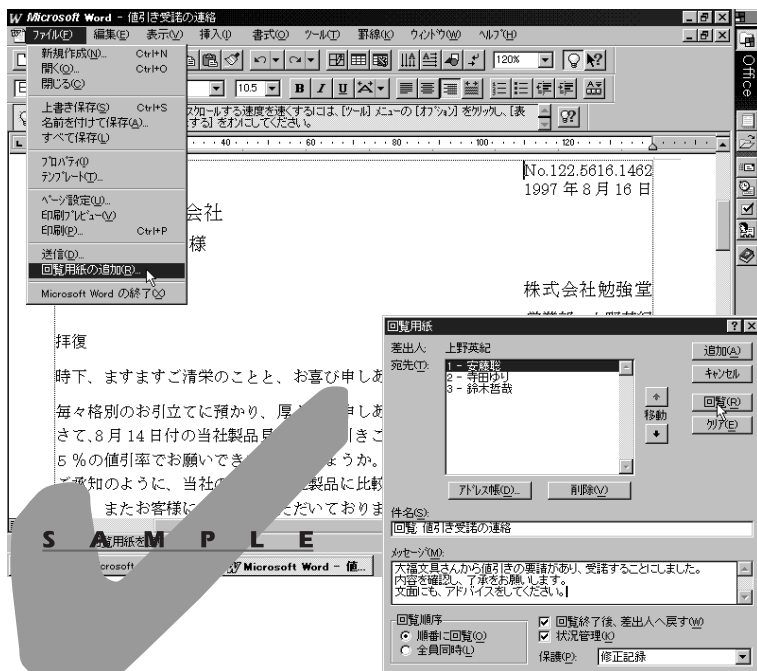 Microsoft Word - 値引き受諾の連絡
ファイル(F) 編集(E) 表示(V) 挿入(I) 書式(O) ツール(T) 罫線(K) ウィンドウ(W) ヘルプ(H)
新規作成(N)... Ctrl+N
開く(O)... Ctrl+O
閉じる(C)
上書き保存(S) Ctrl+S
名前を付けて保存(A)...
すべて保存(L)
プロパティ(I)
テンプレート(T)...
ページ設定(U)...
印刷プレビュー(V)
印刷(P)... Ctrl+P
送信(D)...
回覧用紙の追加(R)...
Microsoft Word の終了(X)
120%
10.5 B I U
スクロールする速度を速くするには、[ツール] メニューの [オプション] をクリックし、[表
する] をオンにしてください。
40 60 80 100 120
Office
No.122.5616.1462
1997 年 8 月 16 日
会社
様
株式会社勉強堂
拝復
時下、ますますご清栄のことと、お喜び申しあ
毎々格別のお引立てに預かり、厚 申しあ
さて、8 月 14 日付の当社製品 引きご
5 %の値引率でお願いでき ょうか。
ご承知のように、当社の 製品に比較
またお客様に ただいておりま
回覧用紙を
Microsoft Word - 値...
SAMPLE
回覧用紙
差出人: 上野英紀
宛先(T):
1 - 安藤聡
2 - 寺田ゆり
3 - 鈴木哲哉
移動
追加(A)
キャンセル
回覧(R)
クリア(E)
アドレス帳(D)... 削除(V)
件名(S):
回覧: 値引き受諾の連絡
メッセージ(M):
大福文具さんから値引きの要請があり、受諾することにしました。
内容を確認し、了承をお願いします。
文面にも、アドバイスをしてください。
回覧順序
順番に回覧(O)
全員同時(L)
回覧終了後、差出人へ戻す(W)
状況管理(K)
保護(P): 修正記録